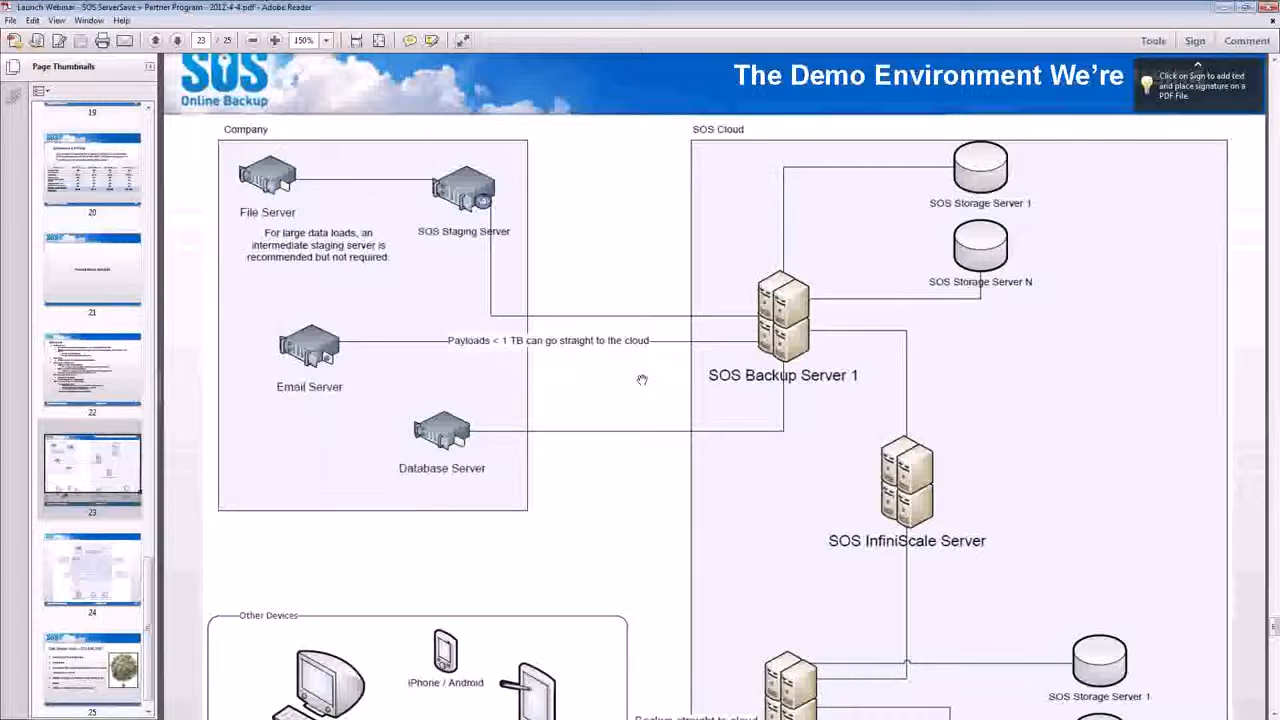 Launch Webinar - SOS ServerSave + Partner Program - 2012-4-4.pdf - Adobe Reader
File Edit View Window Help
23 / 25 150% Tools Sign Comment
Page Thumbnails
19
20
21
22
23
24
25
SOS
Online Backup
The Demo Environment We're
Click on Sign to add text
and place signature on a
PDF File.
Company
SOS Cloud
File Server
SOS Staging Server
For large data loads, an
intermediate staging server is
recommended but not required.
SOS Storage Server 1
SOS Storage Server N
Payloads < 1 TB can go straight to the cloud
Email Server
SOS Backup Server 1
Database Server
SOS InfiniScale Server
Other Devices
iPhone / Android
SOS Storage Server 1
Backup straight to cloud